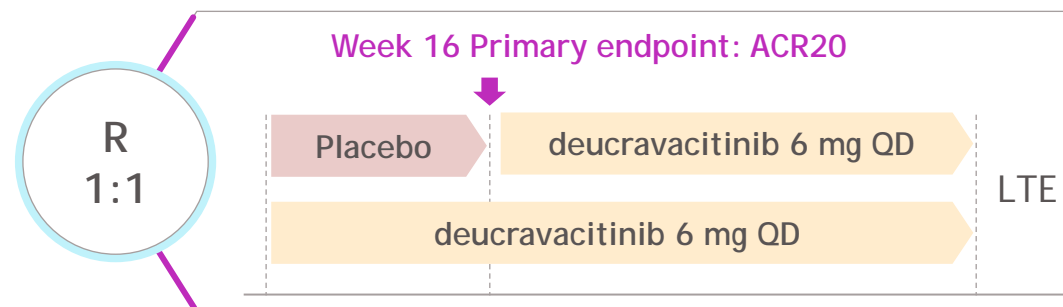 Week 16 Primary endpoint: ACR20
R
1:1
Placebo
deucravacitinib 6 mg QD
LTE
deucravacitinib 6 mg QD